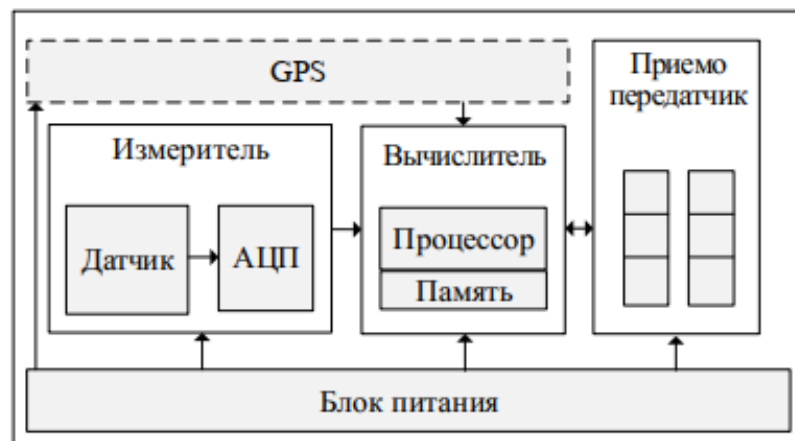 GPS
Приемо
передатчик
Измеритель
Вычислитель
Датчик
АЦП
Процессор
Память
Блок питания